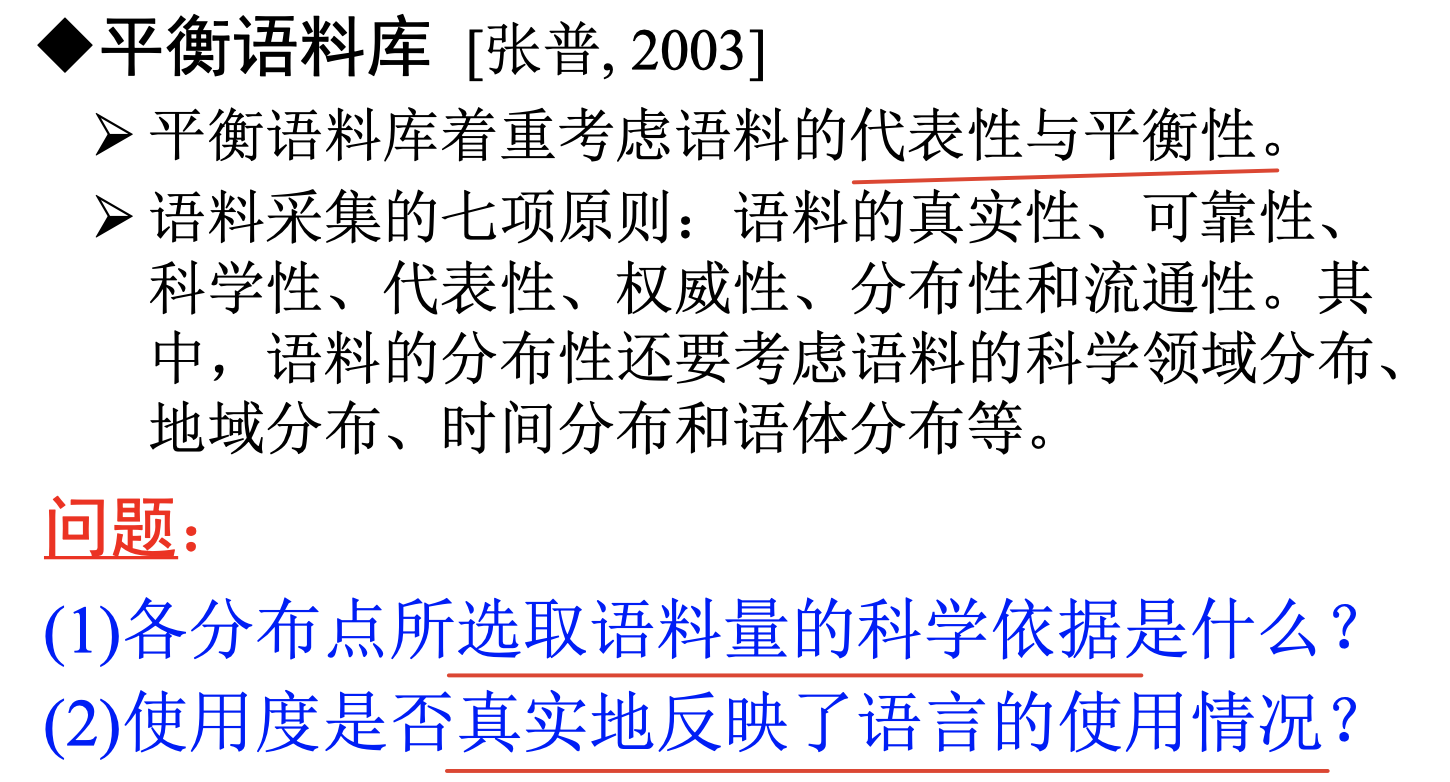 ◆平衡语料库 [张普, 2003]
➢ 平衡语料库着重考虑语料的代表性与平衡性。
➢ 语料采集的七项原则：语料的真实性、可靠性、
科学性、代表性、权威性、分布性和流通性。其
中，语料的分布性还要考虑语料的科学领域分布、
地域分布、时间分布和语体分布等。
问题：
(1)各分布点所选取语料量的科学依据是什么？
(2)使用度是否真实地反映了语言的使用情况？